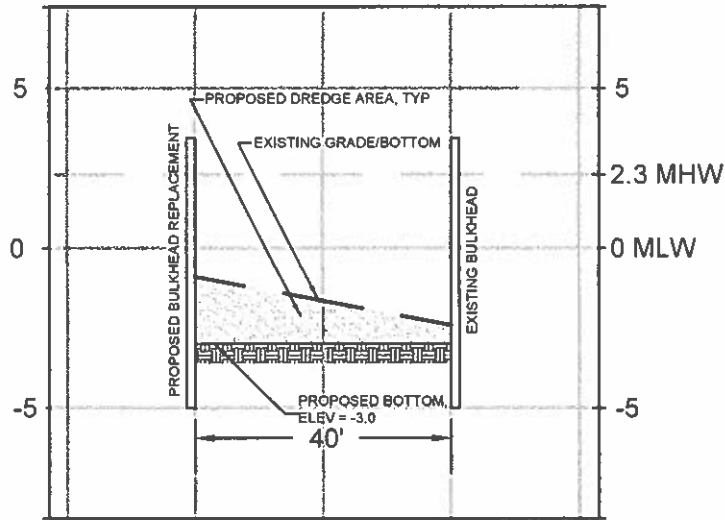 5
5
PROPOSED DREDGE AREA, TYP
EXISTING GRADE/BOTTOM
PROPOSED BULKHEAD REPLACEMENT
EXISTING BULKHEAD
2.3 MHW
0
0 MLW
PROPOSED BOTTOM,
ELEV = -3.0
-5
-5
40'